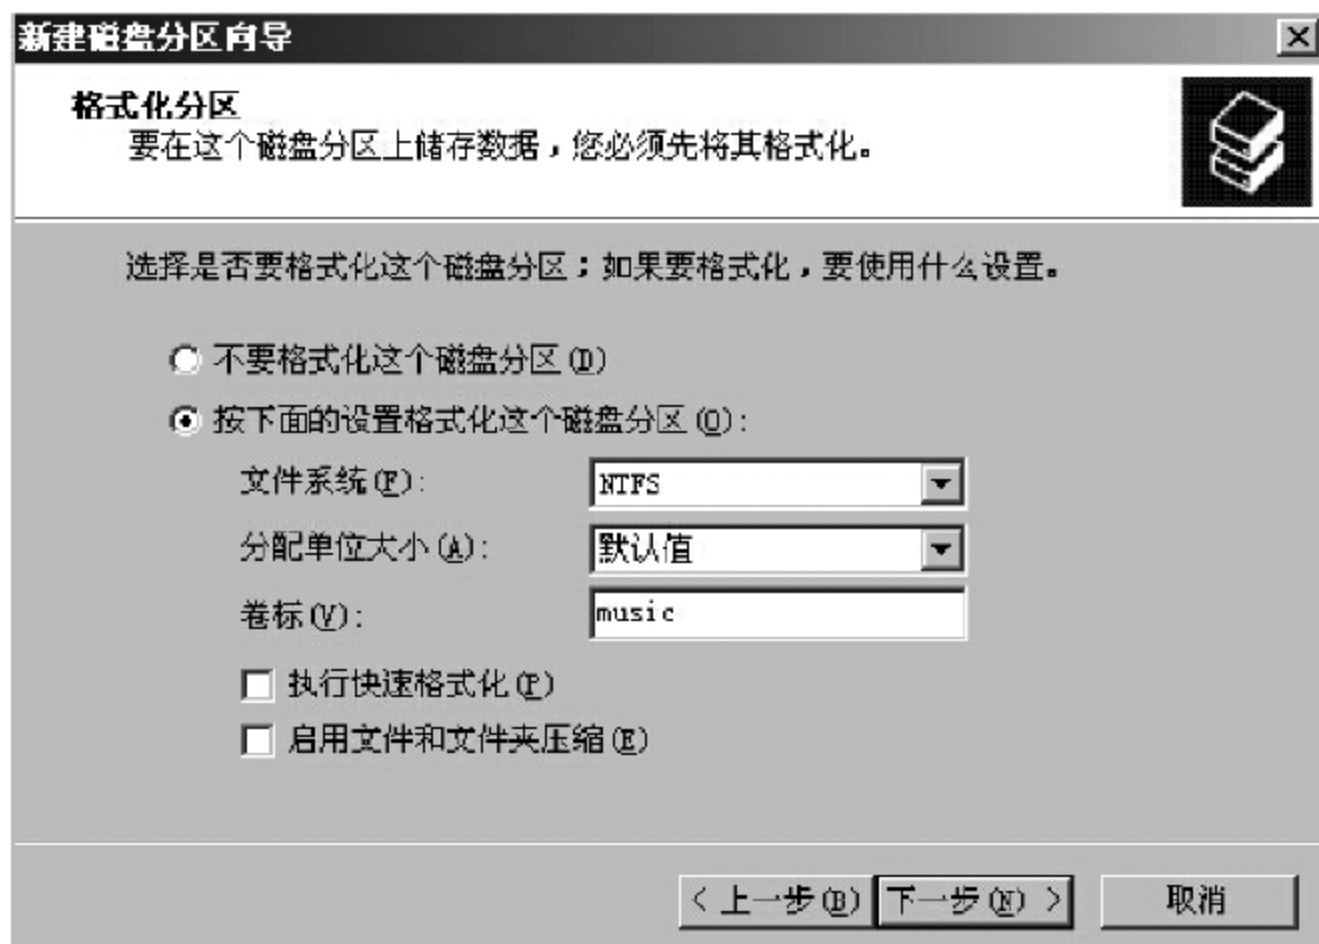 新建磁盘分区向导
格式化分区
要在这个磁盘分区上储存数据，您必须先将其格式化。
选择是否要格式化这个磁盘分区；如果要格式化，要使用什么设置。
不要格式化这个磁盘分区(D)
按下面的设置格式化这个磁盘分区(O):
文件系统(F): NTFS
分配单位大小(A): 默认值
卷标(V): music
执行快速格式化(P)
启用文件和文件夹压缩(E)
< 上一步(B) 下一步(N) > 取消